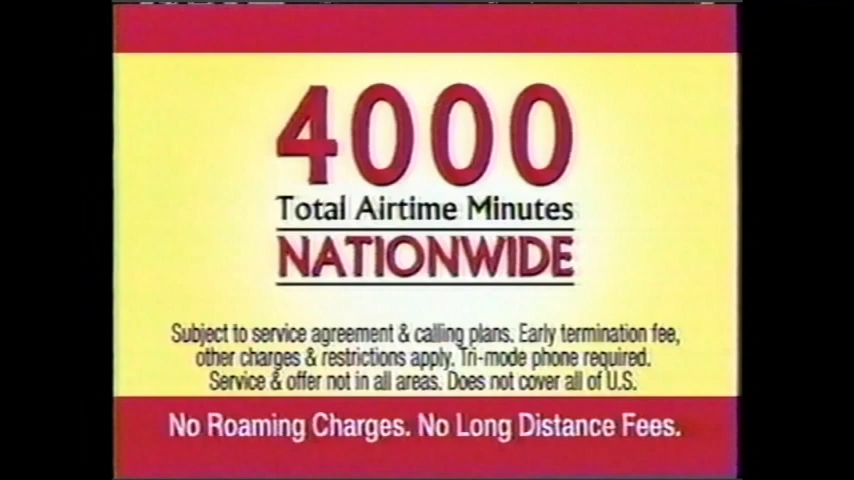 4000
Total Airtime Minutes
NATIONWIDE
Subject to service agreement & calling plans. Early termination fee,
other charges & restrictions apply. Tri-mode phone required.
Service & offer not in all areas. Does not cover all of U.S.
No Roaming Charges. No Long Distance Fees.